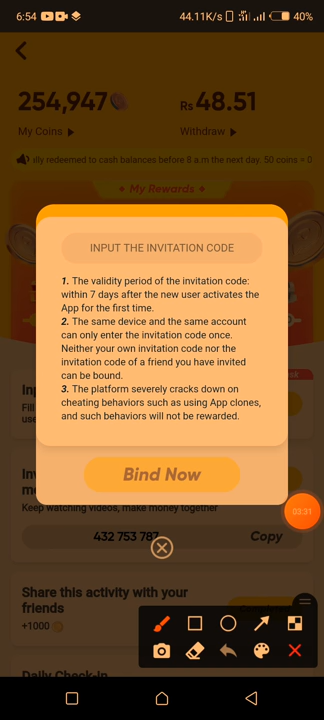 6:54 44.11K/s 40%
254,947 Rs 48.51
My Coins Withdraw
illy redeemed to cash balances before 8 a.m the next day. 50 coins = 0
My Rewards
INPUT THE INVITATION CODE
1. The validity period of the invitation code:
within 7 days after the new user activates the
App for the first time.
2. The same device and the same account
can only enter the invitation code once.
Neither your own invitation code nor the
invitation code of a friend you have invited
can be bound.
3. The platform severely cracks down on
cheating behaviors such as using App clones,
and such behaviors will not be rewarded.
Bind Now
Keep watching videos, make money together
03:31
432 753 787 Copy
Share this activity with your
friends
+1000
Daily Check-in